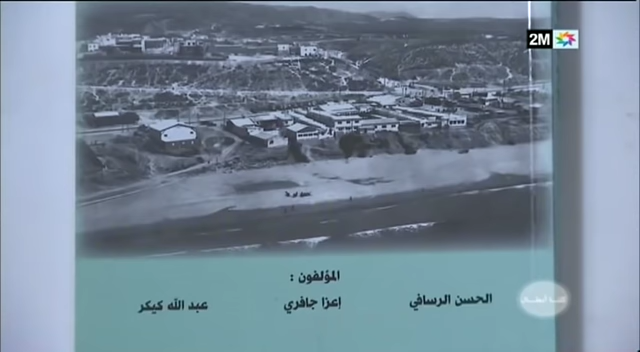 2M
المؤلفون :
الحسن الرسافي
إعزا جافري
عبد الله كيكر